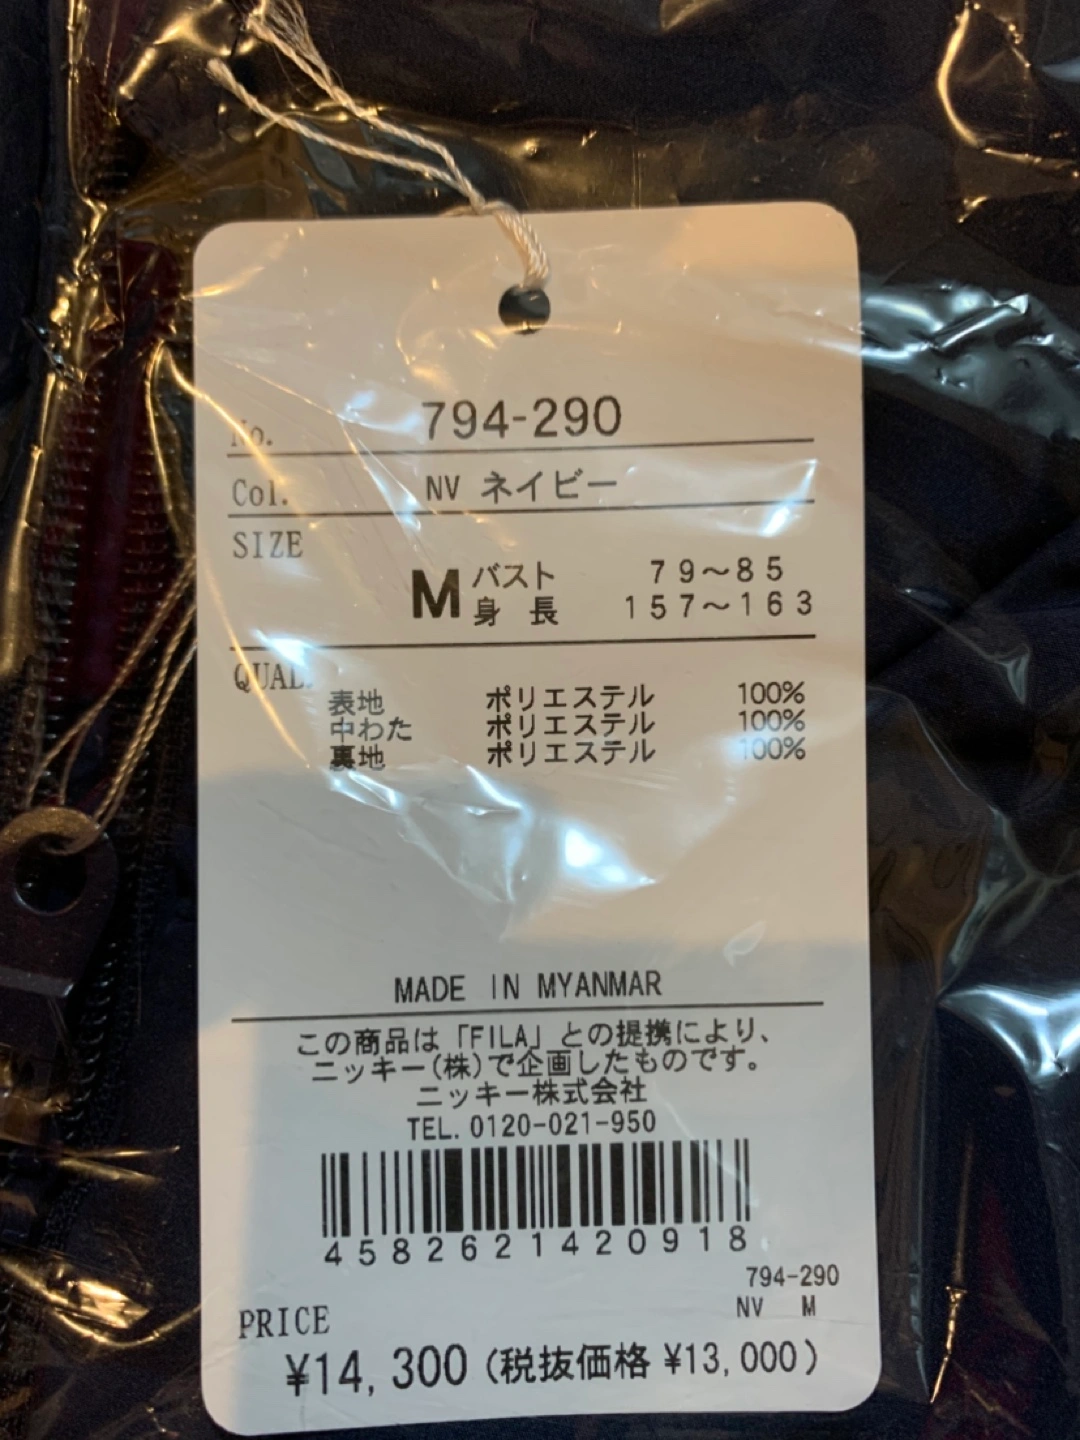 No. 794-290
Col. NV ネイビー
SIZE
M バスト 79～85
身長 157～163
QUAL.
表地 ポリエステル 100%
中わた ポリエステル 100%
裏地 ポリエステル 100%
MADE IN MYANMAR
この商品は「FILA」との提携により、
ニッキー(株)で企画したものです。
ニッキー株式会社
TEL. 0120-021-950
4582621420918
794-290
NV M
PRICE
¥14,300 (税抜価格 ¥13,000)